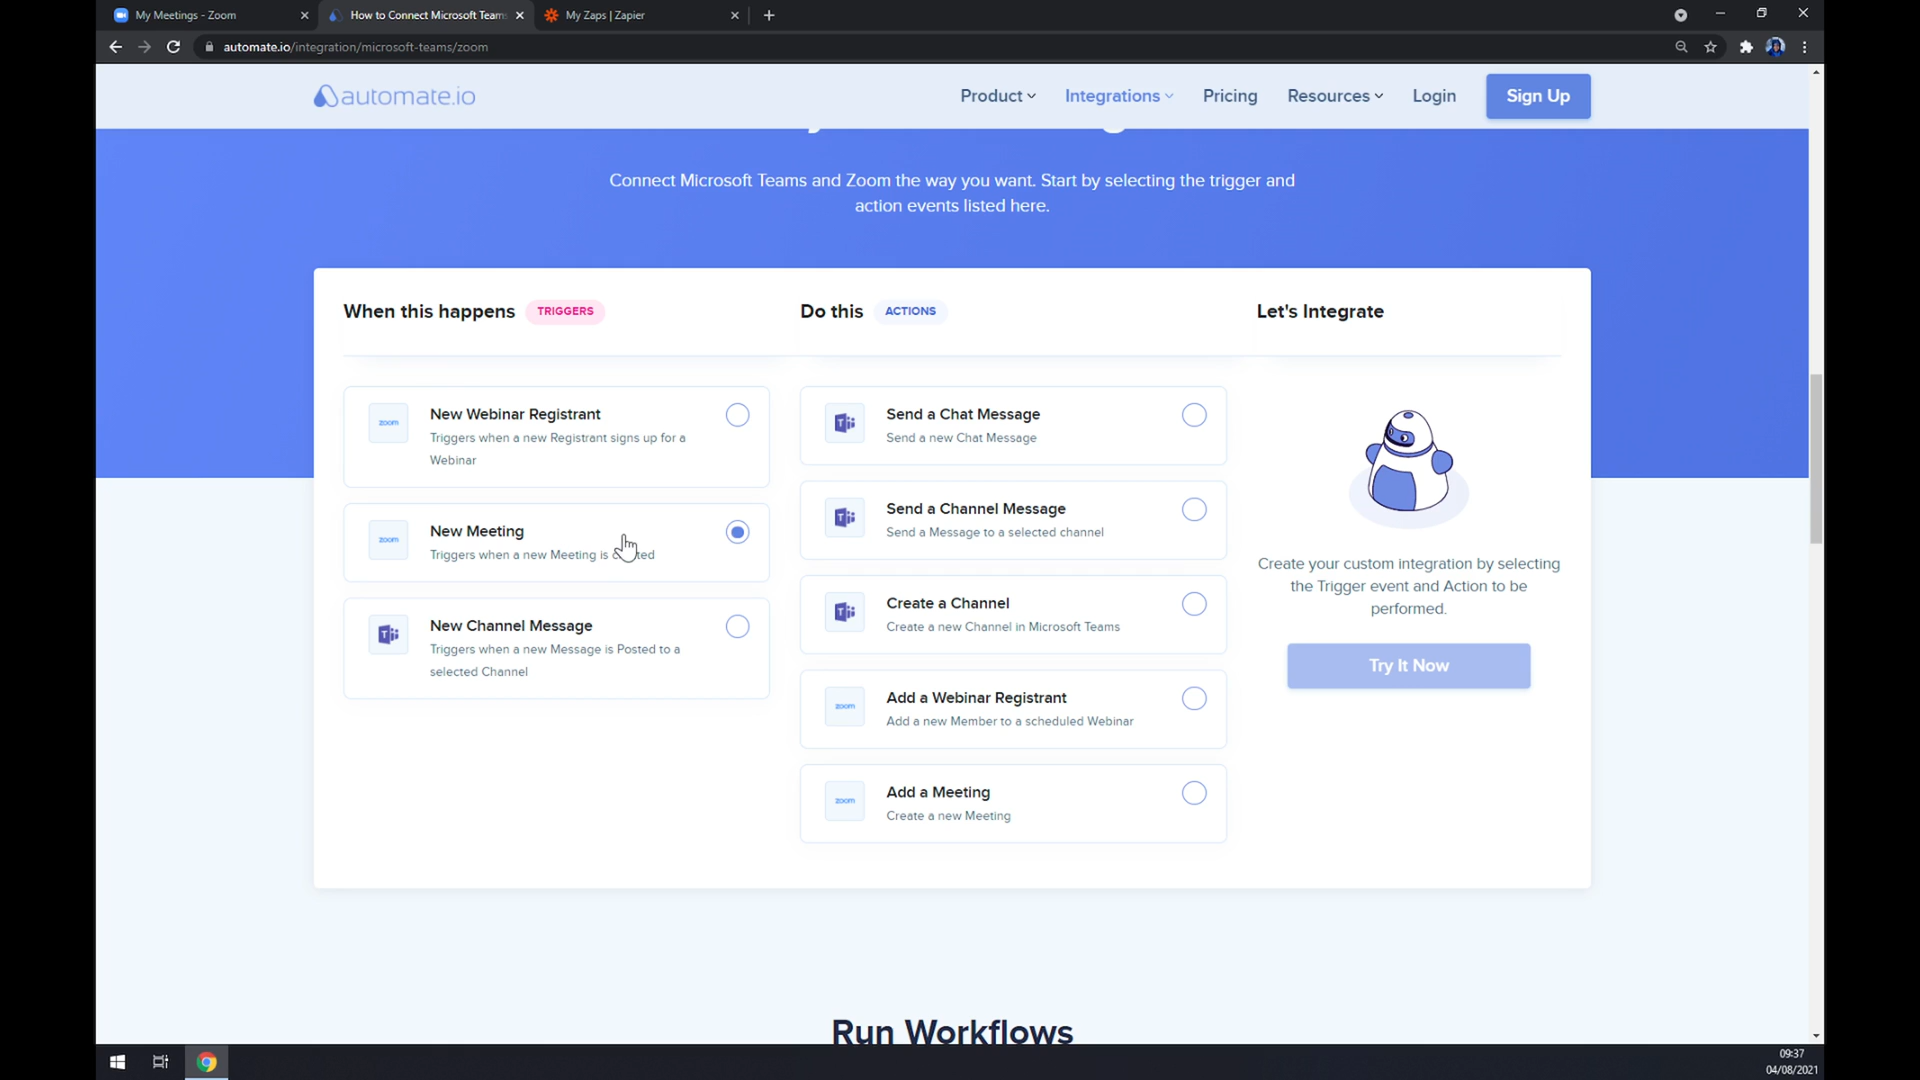 My Meetings - Zoom
How to Connect Microsoft Team
My Zaps | Zapier
automate.io/integration/microsoft-teams/zoom
automate.io
Product
Integrations
Pricing
Resources
Login
Sign Up
Connect Microsoft Teams and Zoom the way you want. Start by selecting the trigger and
action events listed here.
When this happens TRIGGERS
Do this ACTIONS
Let's Integrate
zoom
New Webinar Registrant
Triggers when a new Registrant signs up for a
Webinar
zoom
New Meeting
Triggers when a new Meeting is
New Channel Message
Triggers when a new Message is Posted to a
selected Channel
Send a Chat Message
Send a new Chat Message
Send a Channel Message
Send a Message to a selected channel
Create a Channel
Create a new Channel in Microsoft Teams
zoom
Add a Webinar Registrant
Add a new Member to a scheduled Webinar
zoom
Add a Meeting
Create a new Meeting
Create your custom integration by selecting
the Trigger event and Action to be
performed.
Try It Now
Run Workflows
09:37
04/08/2021